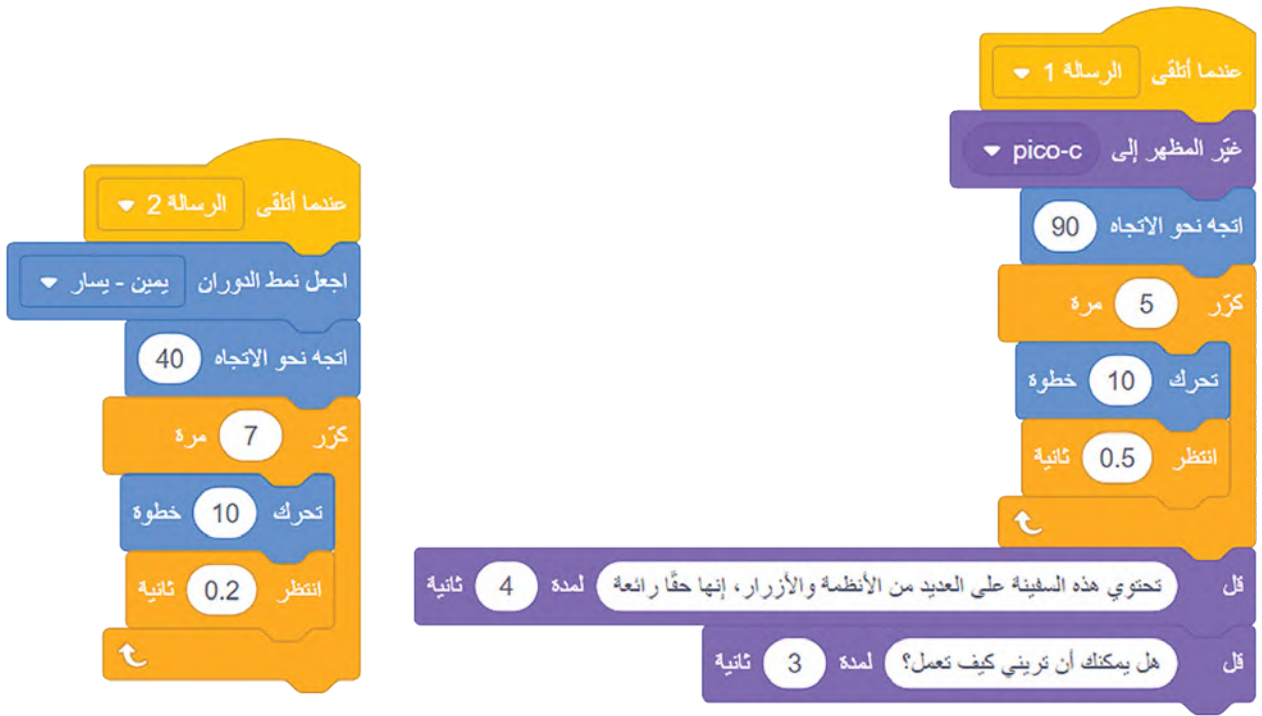 عندما أتلقى الرسالة 1
غيّر المظهر إلى pico-c
اتجه نحو الاتجاه 90
كرّر 5 مرة
تحرك 10 خطوة
انتظر 0.5 ثانية
قل تحتوي هذه السفينة على العديد من الأنظمة والأزرار، إنها حقًا رائعة لمدة 4 ثانية
قل هل يمكنك أن تريني كيف تعمل؟ لمدة 3 ثانية
عندما أتلقى الرسالة 2
اجعل نمط الدوران يمين - يسار
اتجه نحو الاتجاه 40
كرّر 7 مرة
تحرك 10 خطوة
انتظر 0.2 ثانية